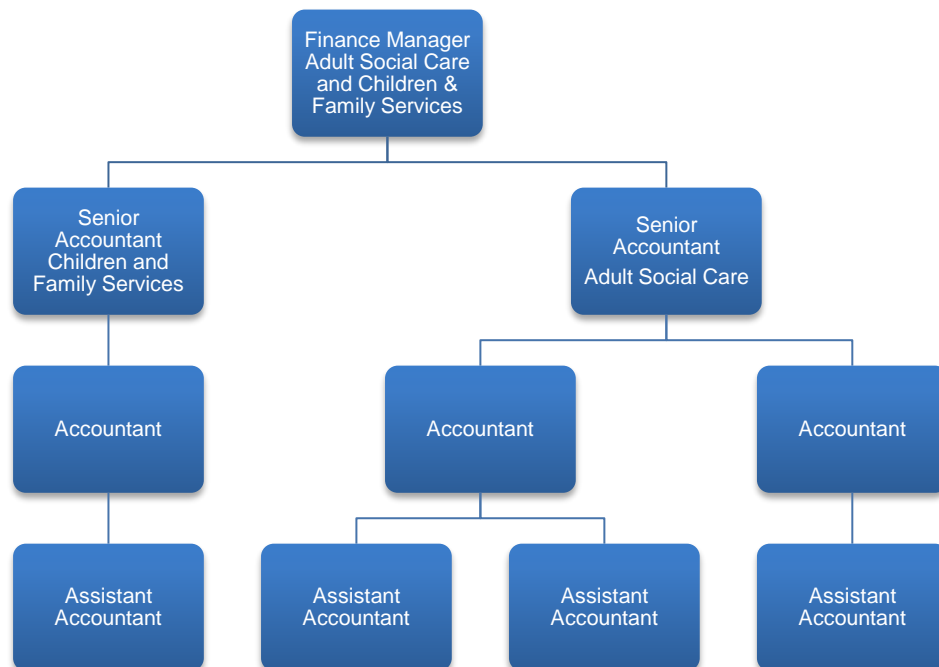 Finance Manager
Adult Social Care
and Children &
Family Services
Senior
Accountant
Children and
Family Services
Senior
Accountant
Adult Social Care
Accountant
Accountant
Accountant
Assistant
Accountant
Assistant
Accountant
Assistant
Accountant
Assistant
Accountant